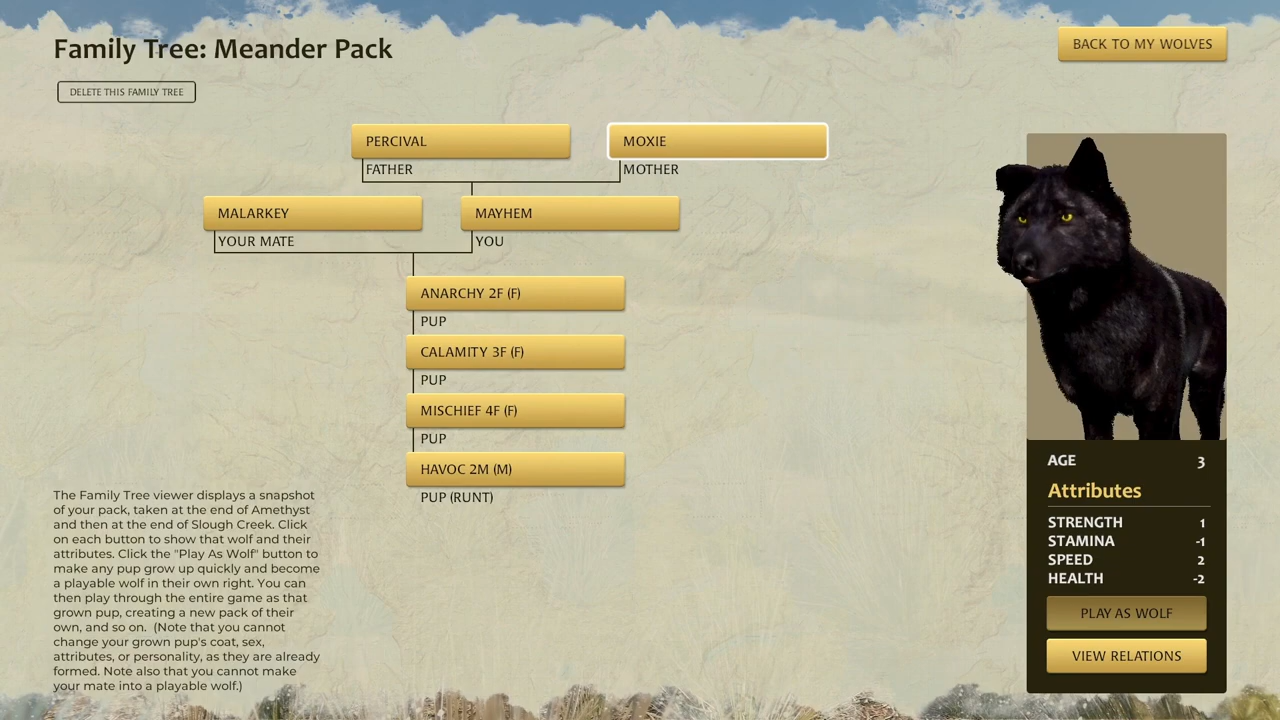 Family Tree: Meander Pack
BACK TO MY WOLVES
DELETE THIS FAMILY TREE
PERCIVAL
MOXIE
FATHER
MOTHER
MALARKEY
MAYHEM
YOUR MATE
YOU
ANARCHY 2F (F)
PUP
CALAMITY 3F (F)
PUP
MISCHIEF 4F (F)
PUP
HAVOC 2M (M)
PUP (RUNT)
The Family Tree viewer displays a snapshot
of your pack, taken at the end of Amethyst
and then at the end of Slough Creek. Click
on each button to show that wolf and their
attributes. Click the "Play As Wolf" button to
make any pup grow up quickly and become
a playable wolf in their own right. You can
then play through the entire game as that
grown pup, creating a new pack of their
own, and so on.  (Note that you cannot
change your grown pup's coat, sex,
attributes, or personality, as they are already
formed. Note also that you cannot make
your mate into a playable wolf.)
AGE 3
Attributes
STRENGTH 1
STAMINA -1
SPEED 2
HEALTH -2
PLAY AS WOLF
VIEW RELATIONS